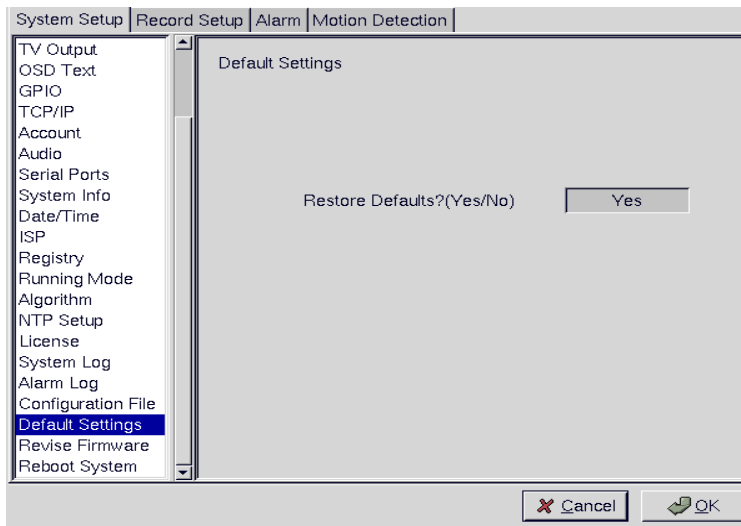 System Setup Record Setup Alarm Motion Detection
TV Output
OSD Text
GPIO
TCP/IP
Account
Audio
Serial Ports
System Info
Date/Time
ISP
Registry
Running Mode
Algorithm
NTP Setup
License
System Log
Alarm Log
Configuration File
Default Settings
Revise Firmware
Reboot System
Default Settings
Restore Defaults?(Yes/No) Yes
Cancel OK